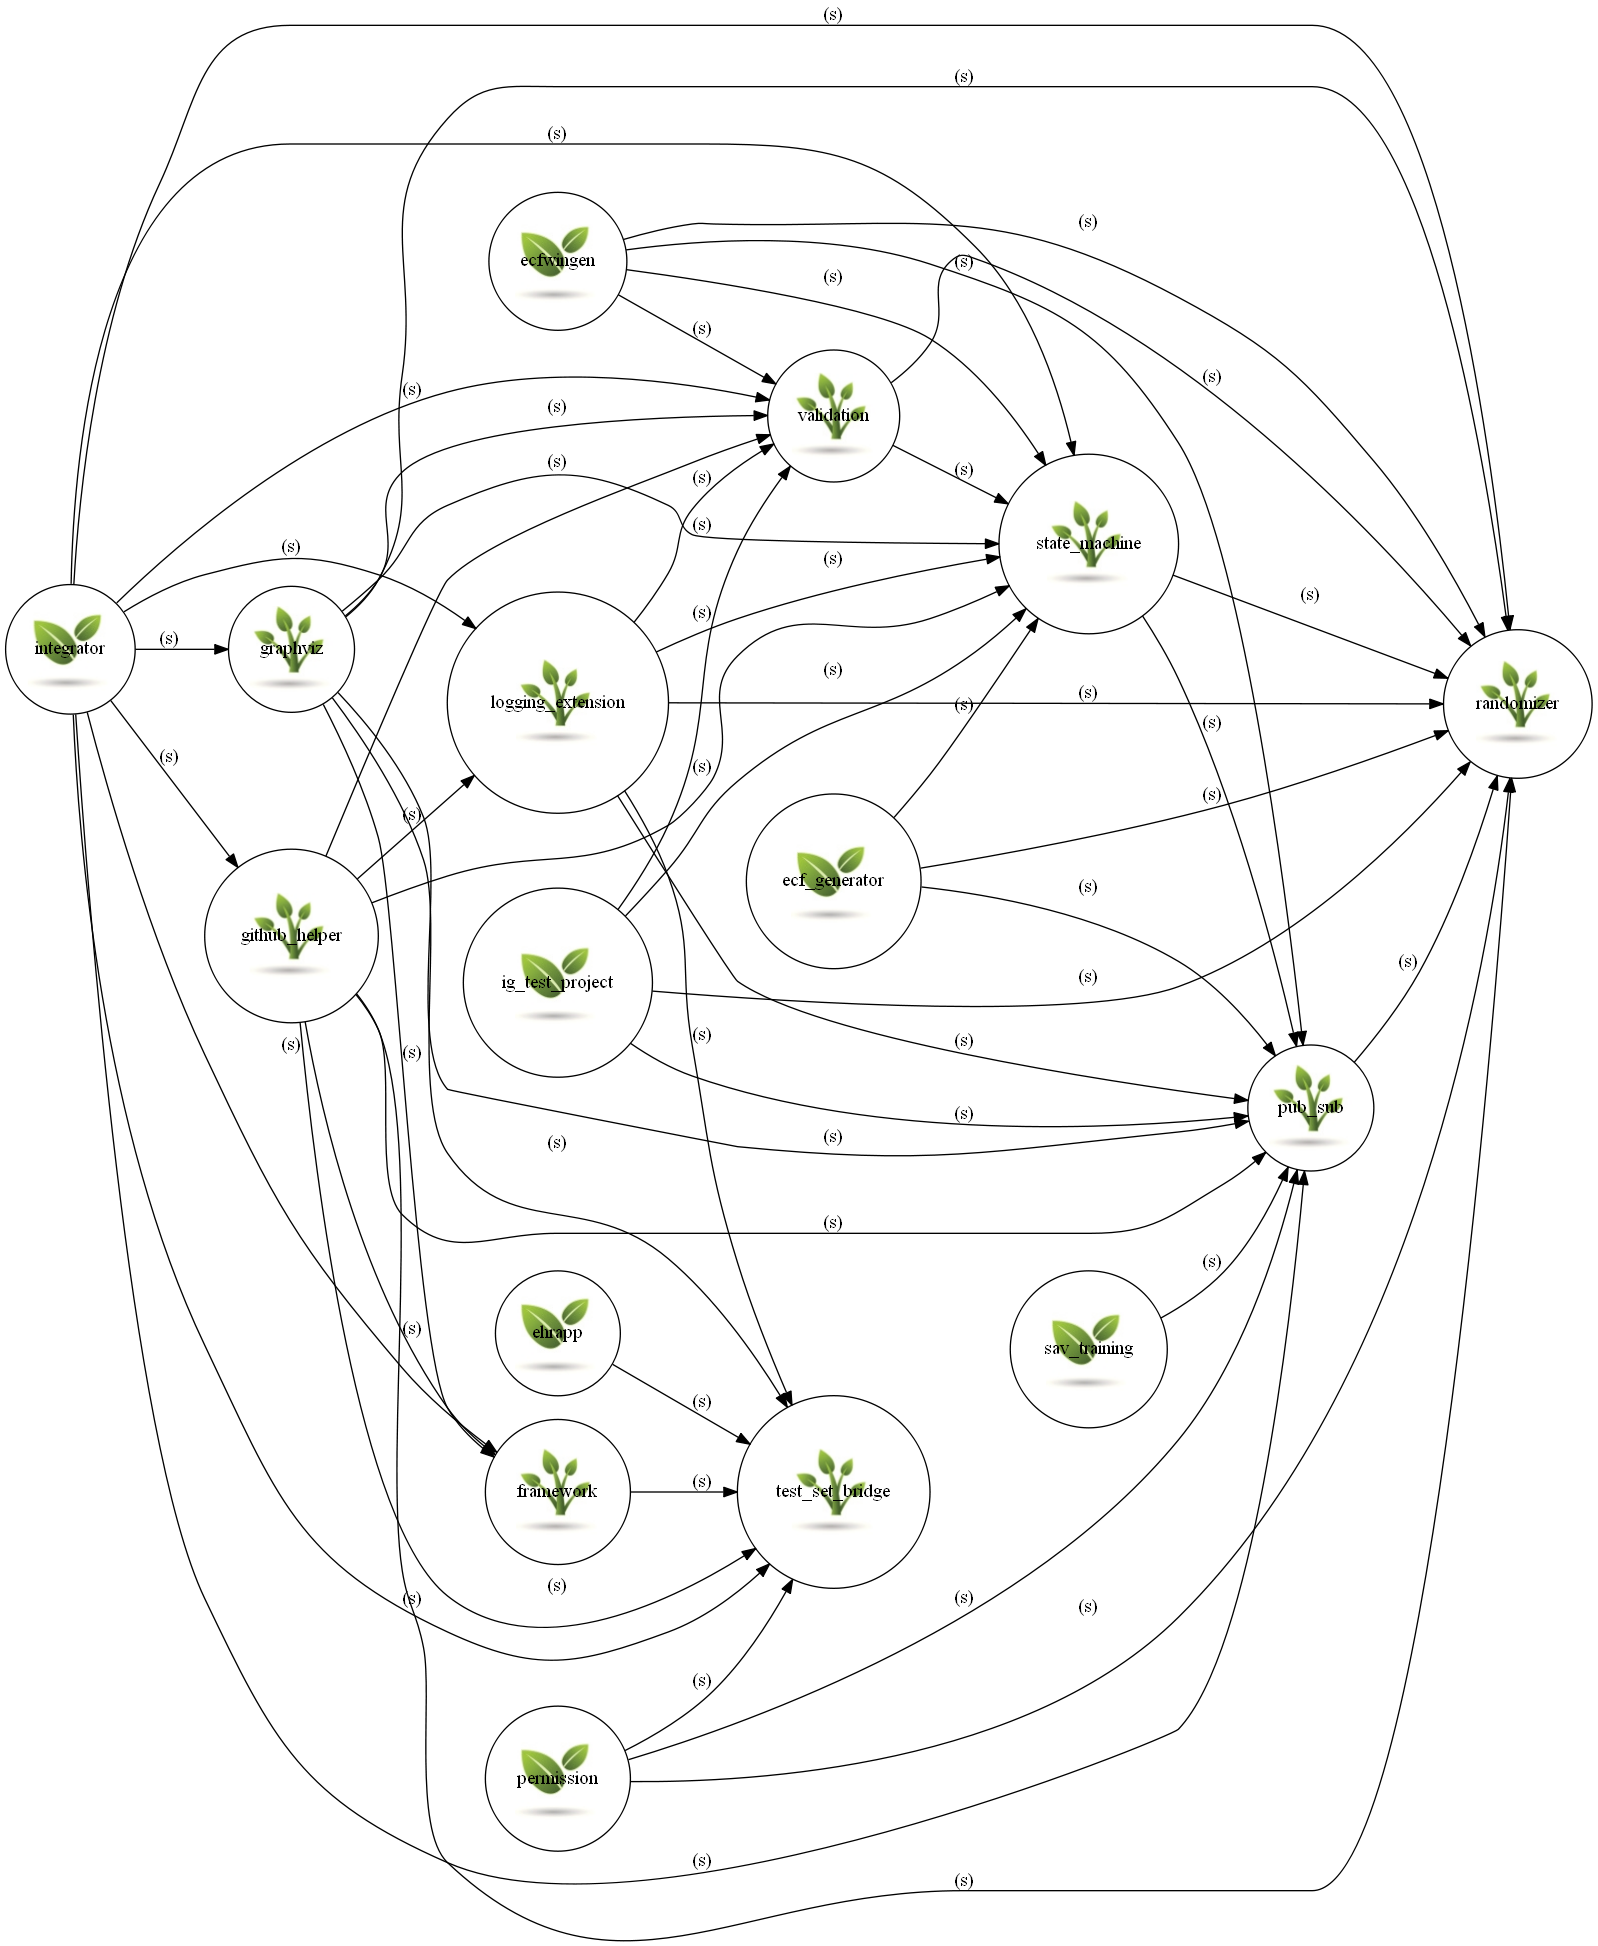 (s)
(s)
(s)
(s)
ecfwingen
(s)
(s)
(s)
(s)
(s)
(s)
validation
(s)
(s)
(s)
(s)
(s)
state_machine
(s)
(s)
(s)
(s)
(s)
integrator
graphviz
(s)
logging_extension
(s)
(s)
randomizer
(s)
(s)
(s)
(s)
(s)
ecf_generator
(s)
github_helper
(s)
(s)
ig_test_project
(s)
(s)
(s)
(s)
pub_sub
(s)
(s)
(s)
(s)
(s)
ehrapp
(s)
sav_training
(s)
(s)
framework
test_set_bridge
(s)
(s)
(s)
(s)
(s)
permission
(s)
(s)